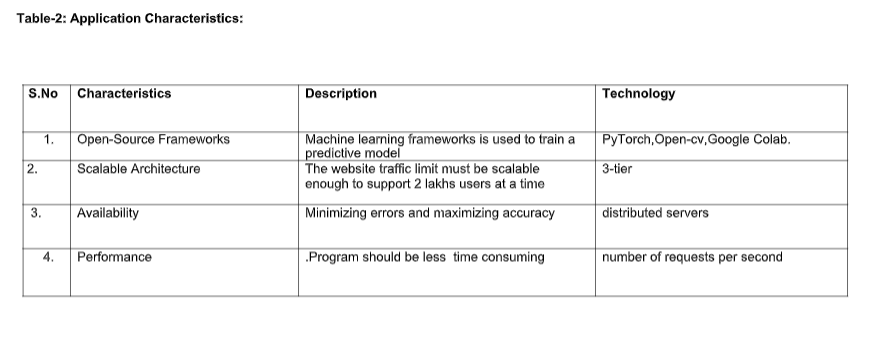 Table-2: Application Characteristics:
S.No Characteristics Description Technology
1. Open-Source Frameworks Machine learning frameworks is used to train a PyTorch,Open-cv,Google Colab.
predictive model
2. Scalable Architecture The website traffic limit must be scalable 3-tier
enough to support 2 lakhs users at a time
3. Availability Minimizing errors and maximizing accuracy distributed servers
4. Performance .Program should be less time consuming number of requests per second